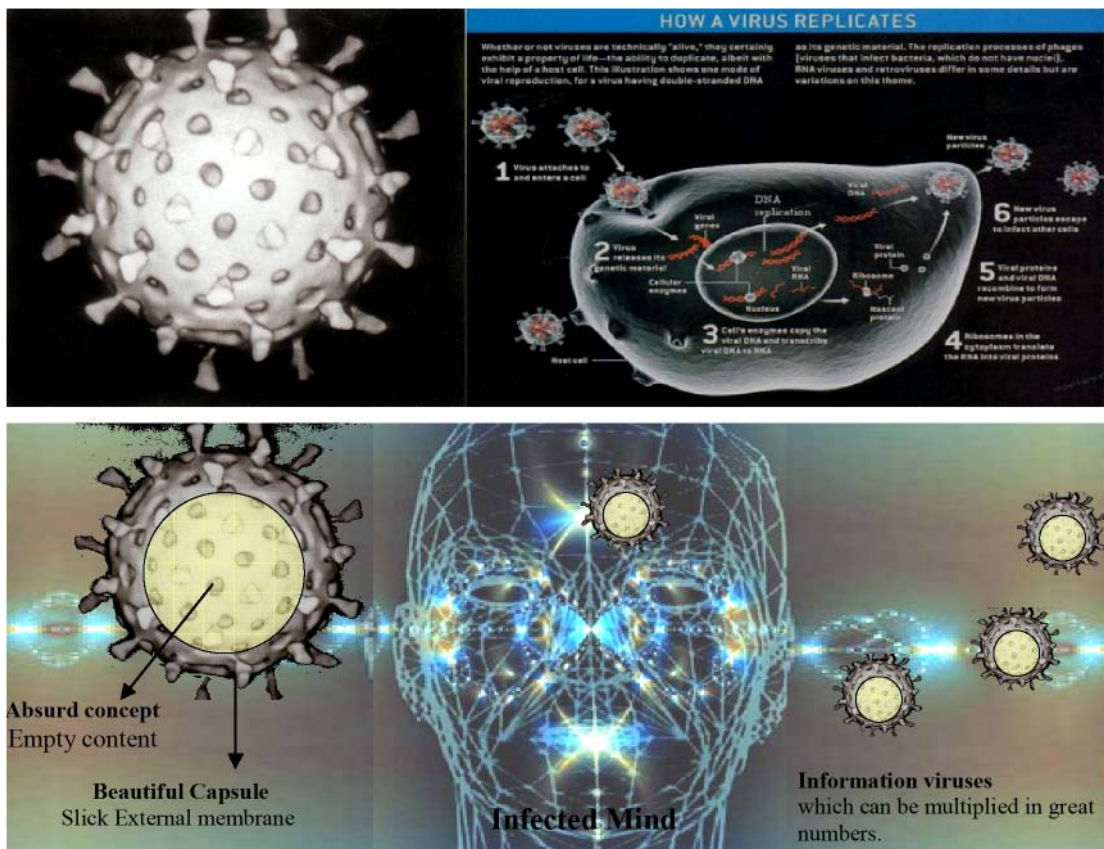 HOW A VIRUS REPLICATES
Whether or not viruses are technically "alive," they certainly
exhibit a property of life—the ability to duplicate, albeit with
the help of a host cell. This illustration shows one mode of
viral reproduction, for a virus having double-stranded DNA
as its genetic material. The replication processes of phages
[viruses that infect bacteria, which do not have nuclei],
RNA viruses and retroviruses differ in some details but are
variations on this theme.
1 Virus attaches to
and enters a cell
2 Virus
releases its
genetic material
Viral
genes
DNA
replication
Cellular
enzymes
Viral
RNA
Nucleus
3 Cell's enzymes copy the
viral DNA and transcribe
viral DNA to RNA
Host cell
Viral
DNA
New virus
particles
6 New virus
particles escape
to infect other cells
Viral
protein
Ribosome
Nascent
protein
5 Viral proteins
and viral DNA
recombine to form
new virus particles
4 Ribosomes in the
cytoplasm translate
the RNA into viral proteins
Absurd concept
Empty content
Beautiful Capsule
Slick External membrane
Infected Mind
Information viruses
which can be multiplied in great
numbers.